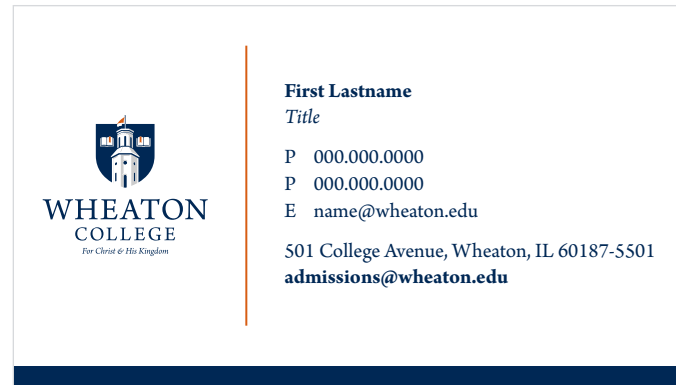 WHEATON
COLLEGE
For Christ & His Kingdom
First Lastname
Title
P 000.000.0000
P 000.000.0000
E name@wheaton.edu
501 College Avenue, Wheaton, IL 60187-5501
admissions@wheaton.edu